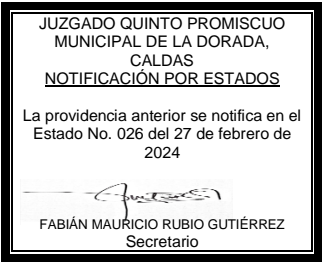 JUZGADO QUINTO PROMISCUO
MUNICIPAL DE LA DORADA,
CALDAS
NOTIFICACIÓN POR ESTADOS
La providencia anterior se notifica en el
Estado No. 026 del 27 de febrero de
2024
FABIÁN MAURICIO RUBIO GUTIÉRREZ
Secretario